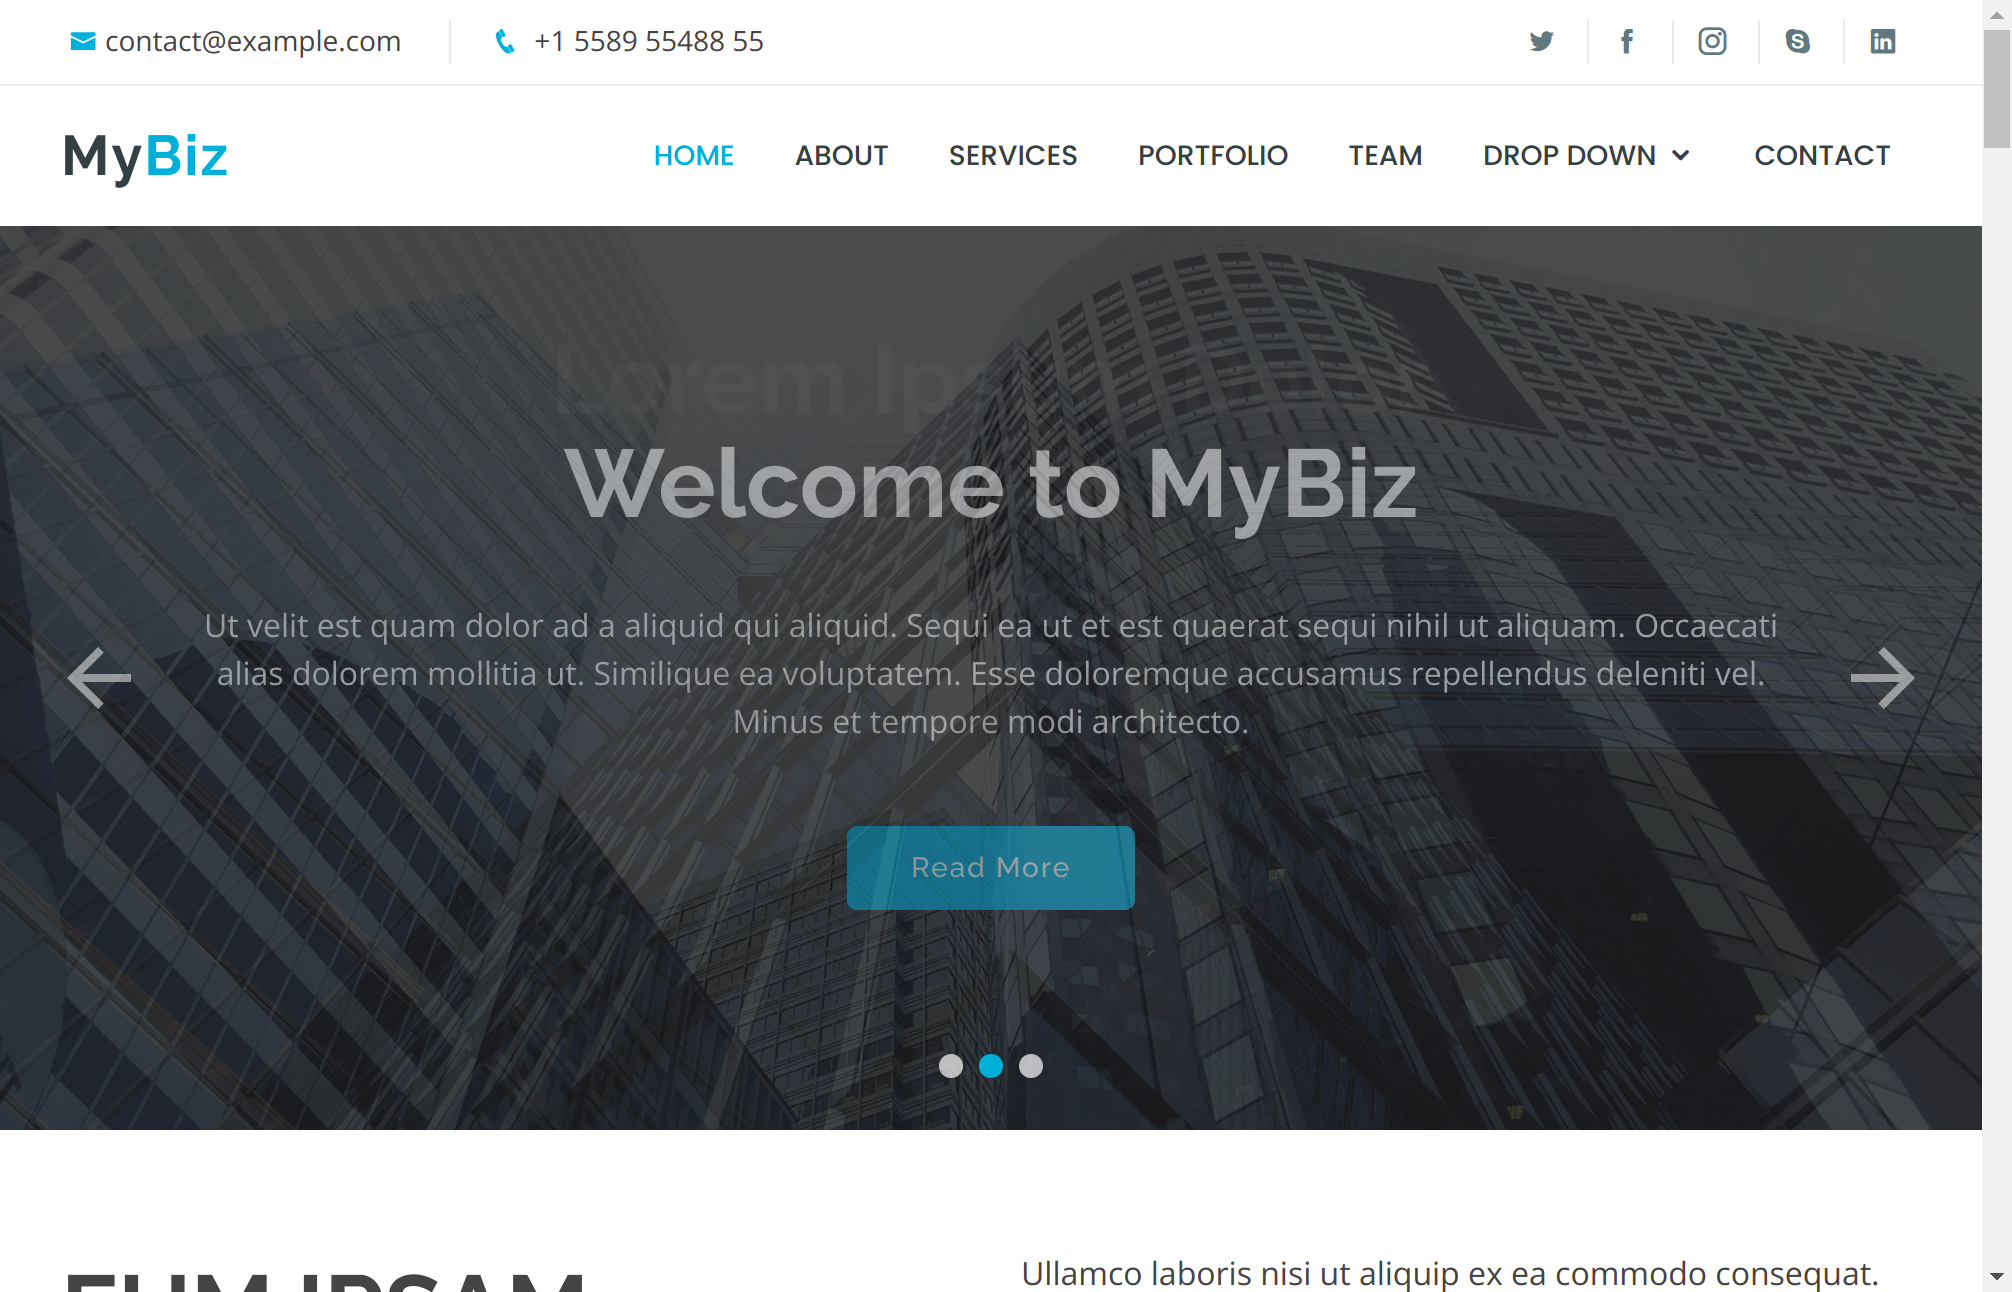 contact@example.com
+1 5589 55488 55
MyBiz
HOME
ABOUT
SERVICES
PORTFOLIO
TEAM
DROP DOWN
CONTACT
Lorem
Welcome to MyBiz
Ut velit est quam dolor ad a aliquid qui aliquid. Sequi ea ut et est quaerat sequi nihil ut aliquam. Occaecati
alias dolorem mollitia ut. Similique ea voluptatem. Esse doloremque accusamus repellendus deleniti vel.
Minus et tempore modi architecto.
Read More
EUM IPSAM
Ullamco laboris nisi ut aliquip ex ea commodo consequat.